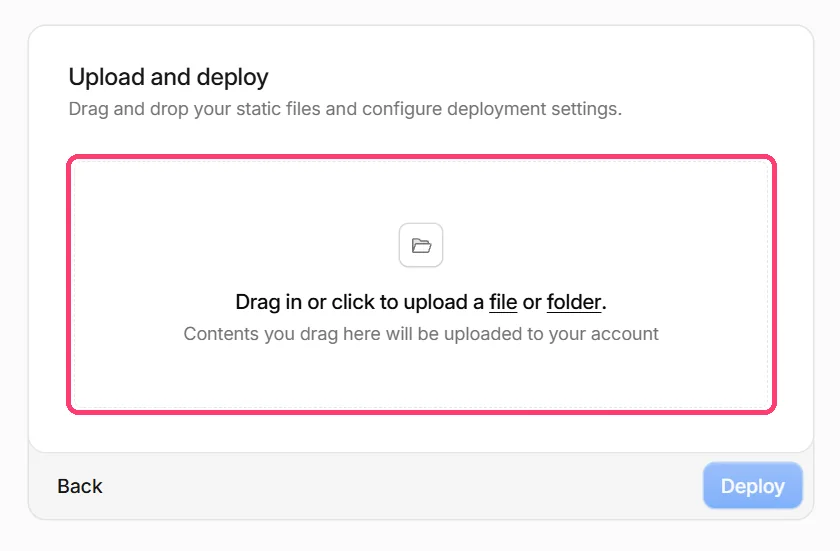 Upload and deploy
Drag and drop your static files and configure deployment settings.
Drag in or click to upload a file or folder.
Contents you drag here will be uploaded to your account
Back
Deploy